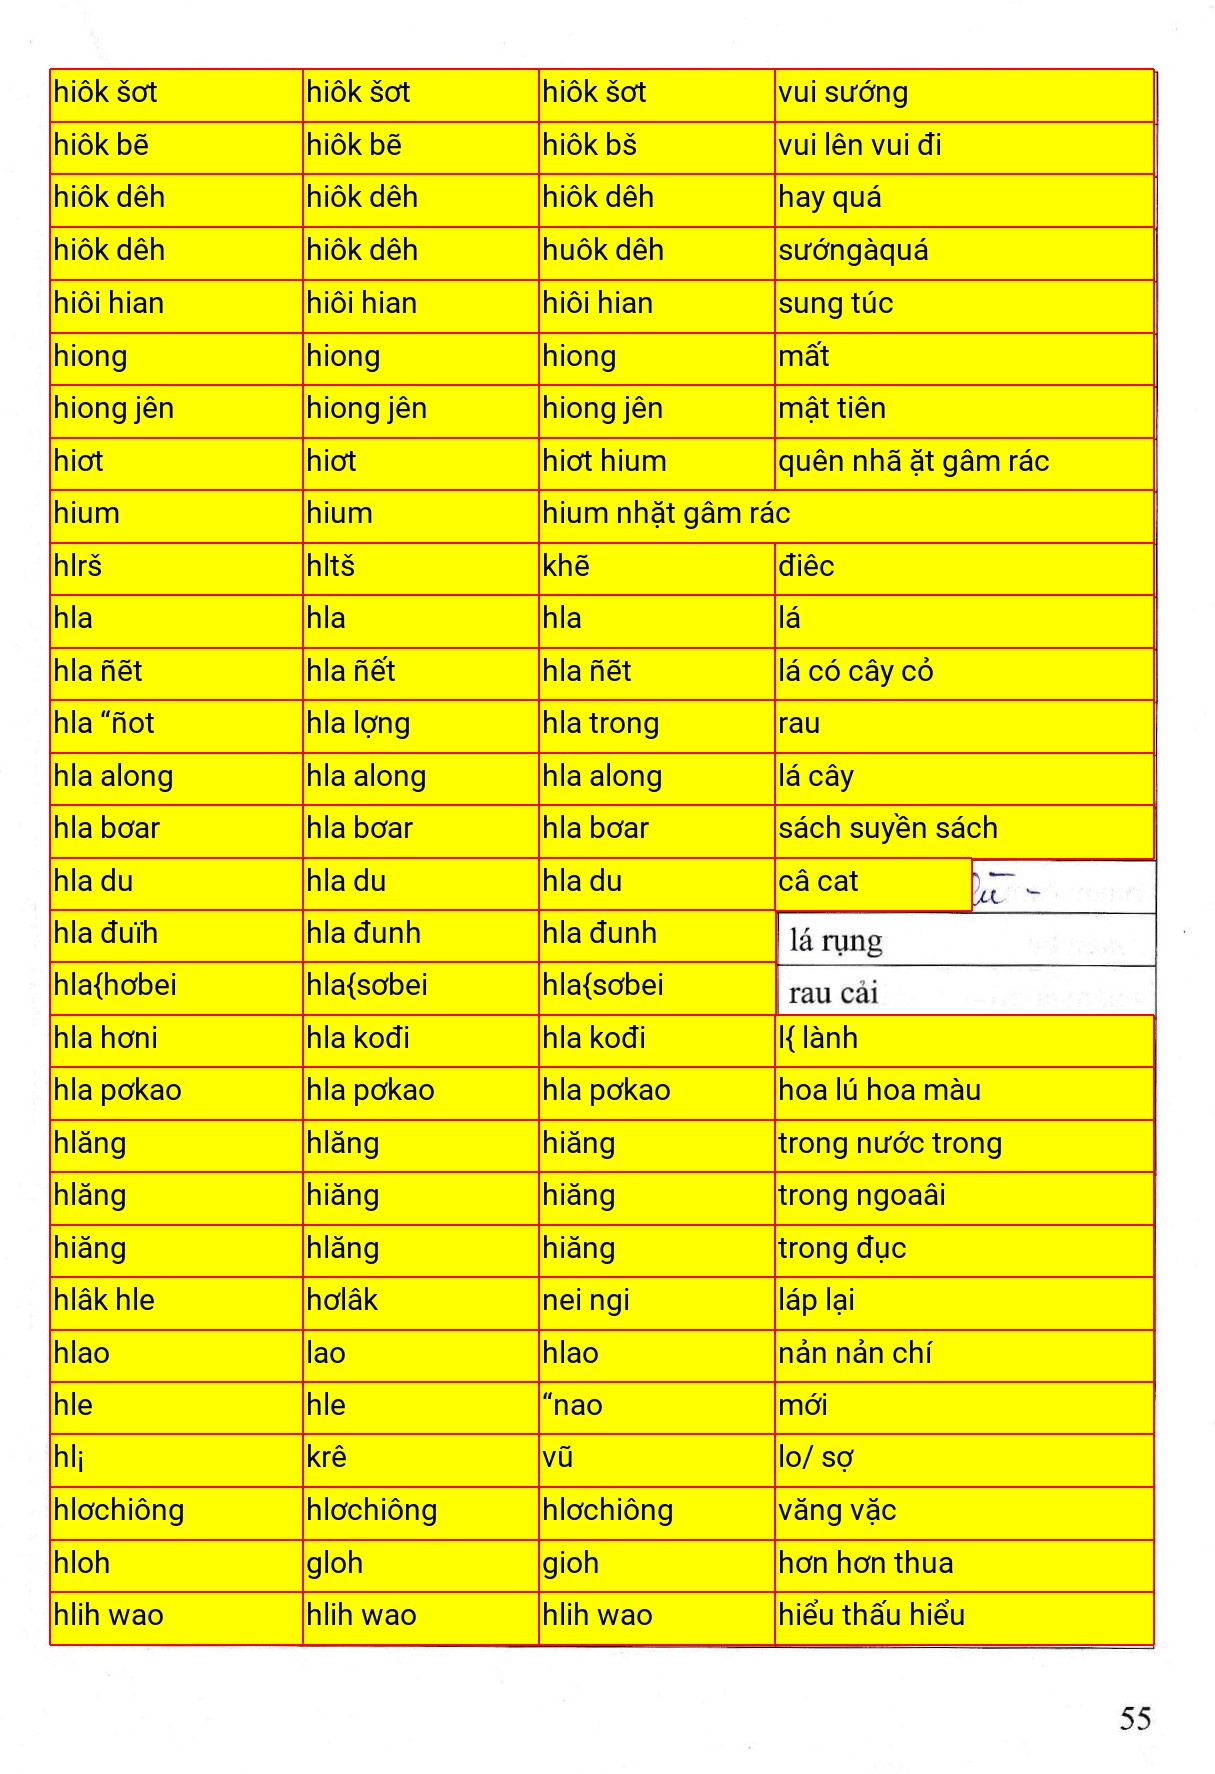 hiôk šơt hiôk šơt hiôk šơt vui sướng
hiôk bẽ hiôk bẽ hiôk bš vui lên vui đi
hiôk dêh hiôk dêh hiôk dêh hay quá
hiôk dêh hiôk dêh huôk dêh sướngàquá
hiôi hian hiôi hian hiôi hian sung túc
hiong hiong hiong mất
hiong jên hiong jên hiong jên mật tiên
hiơt hiơt hiơt hium quên nhã ặt gâm rác
hium hium hium nhặt gâm rác
hlrš hltš khẽ điêc
hla hla hla lá
hla ñẽt hla ñết hla ñẽt lá có cây cỏ
hla “ñot hla lợng hla trong rau
hla along hla along hla along lá cây
hla bơar hla bơar hla bơar sách suyền sách
hla du hla du hla du câ cat
hla đuïh hla đunh hla đunh lá rụng
hla{hơbei hla{sơbei hla{sơbei rau cải
hla hơni hla kođi hla kođi l{ lành
hla pơkao hla pơkao hla pơkao hoa lú hoa màu
hlăng hlăng hiăng trong nước trong
hlăng hiăng hiăng trong ngoaâi
hiăng hlăng hiăng trong đục
hlâk hle hơlâk nei ngi láp lại
hlao lao hlao nản nản chí
hle hle “nao mới
hl¡ krê vũ lo/ sợ
hlơchiông hlơchiông hlơchiông văng vặc
hloh gloh gioh hơn hơn thua
hlih wao hlih wao hlih wao hiểu thấu hiểu
55